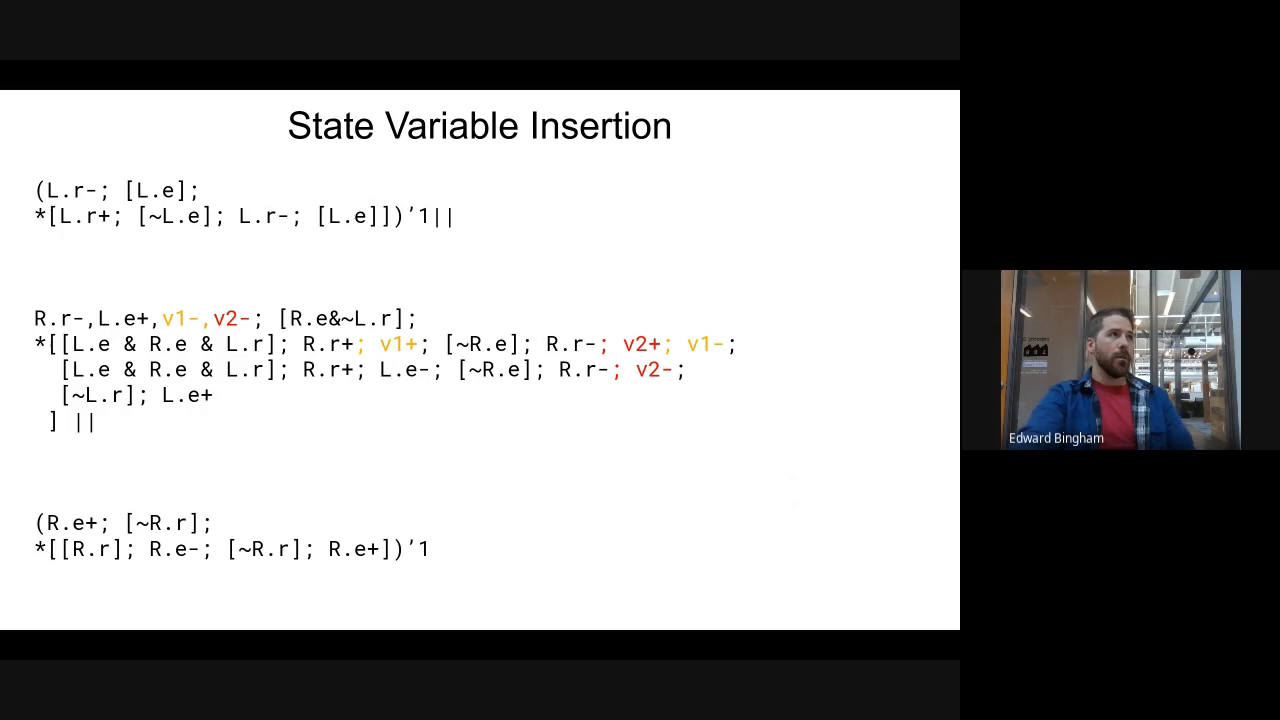 State Variable Insertion
(L.r-; [L.e];
*[L.r+; [~L.e]; L.r-; [L.e]])'1||
R.r-,L.e+,v1-,v2-; [R.e&~L.r];
*[[L.e & R.e & L.r]; R.r+; v1+; [~R.e]; R.r-; v2+; v1-;
[L.e & R.e & L.r]; R.r+; L.e-; [~R.e]; R.r-; v2-;
[~L.r]; L.e+
] ||
(R.e+; [~R.r];
*[[R.r]; R.e-; [~R.r]; R.e+])'1
Edward Bingham